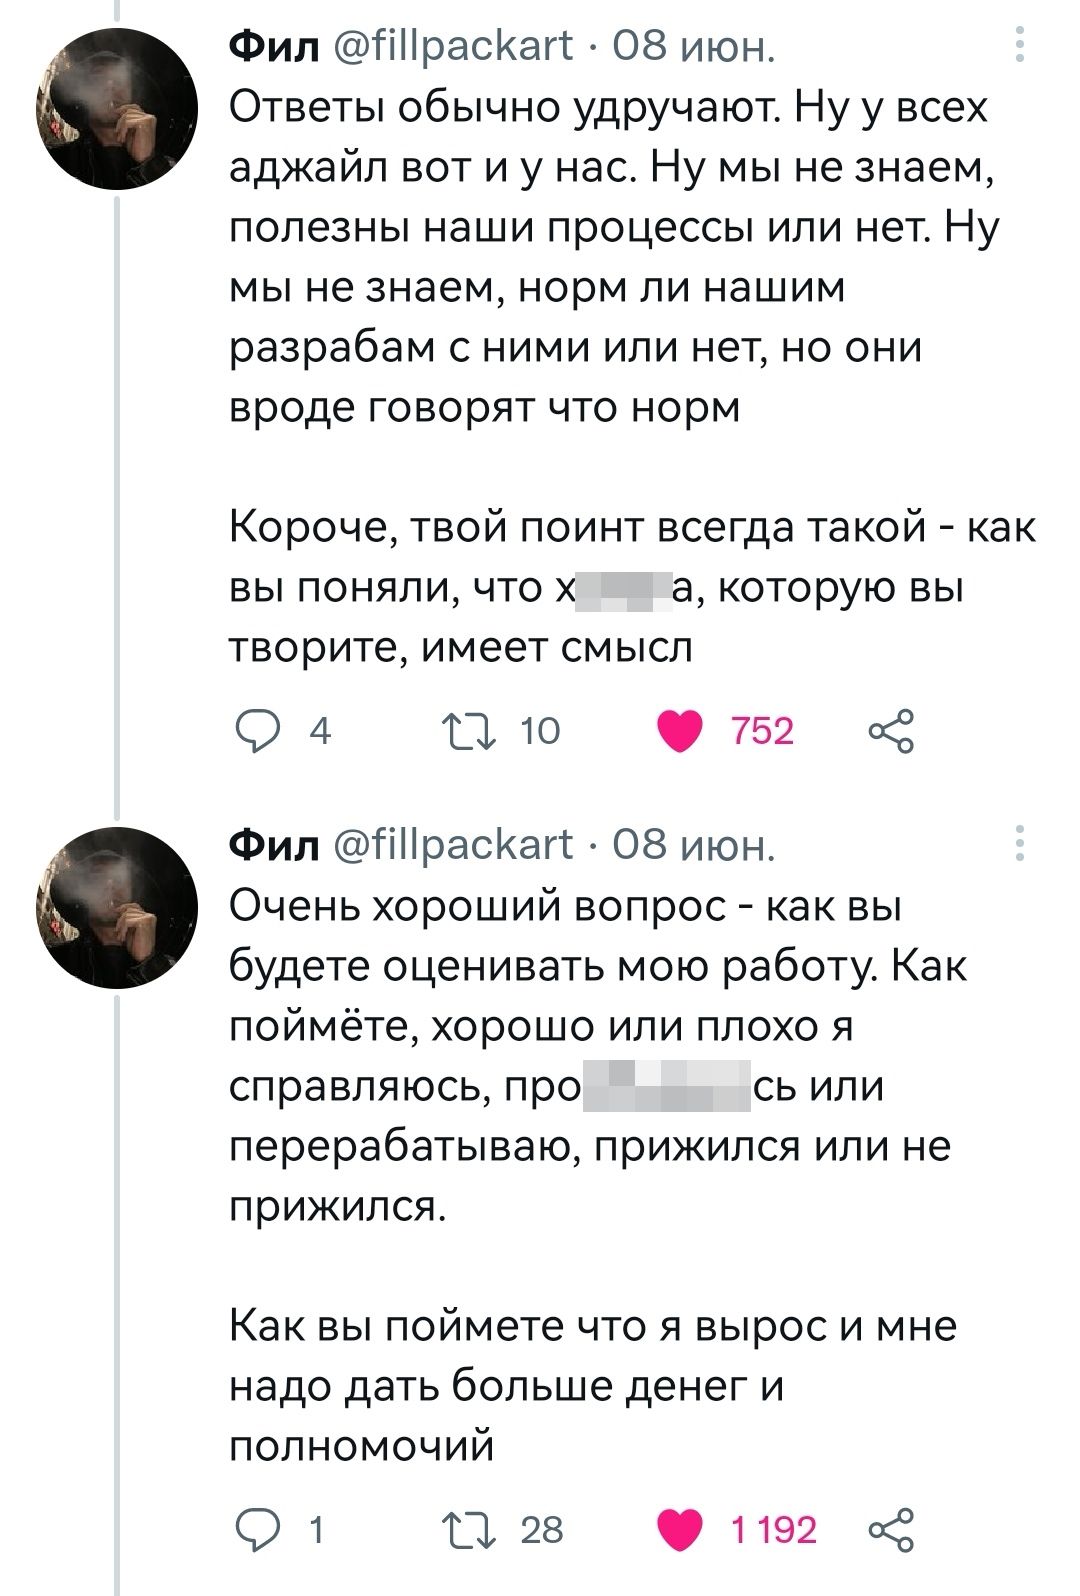 Фил @fillpackart · 08 июн.
Ответы обычно удручают. Ну у всех
аджайл вот и у нас. Ну мы не знаем,
полезны наши процессы или нет. Ну
мы не знаем, норм ли нашим
разрабам с ними или нет, но они
вроде говорят что норм
Короче, твой поинт всегда такой - как
вы поняли, что х а, которую вы
творите, имеет смысл
4 10 752
Фил @fillpackart · 08 июн.
Очень хороший вопрос - как вы
будете оценивать мою работу. Как
поймёте, хорошо или плохо я
справляюсь, про сь или
перерабатываю, прижился или не
прижился.
Как вы поймете что я вырос и мне
надо дать больше денег и
полномочий
1 28 1 192